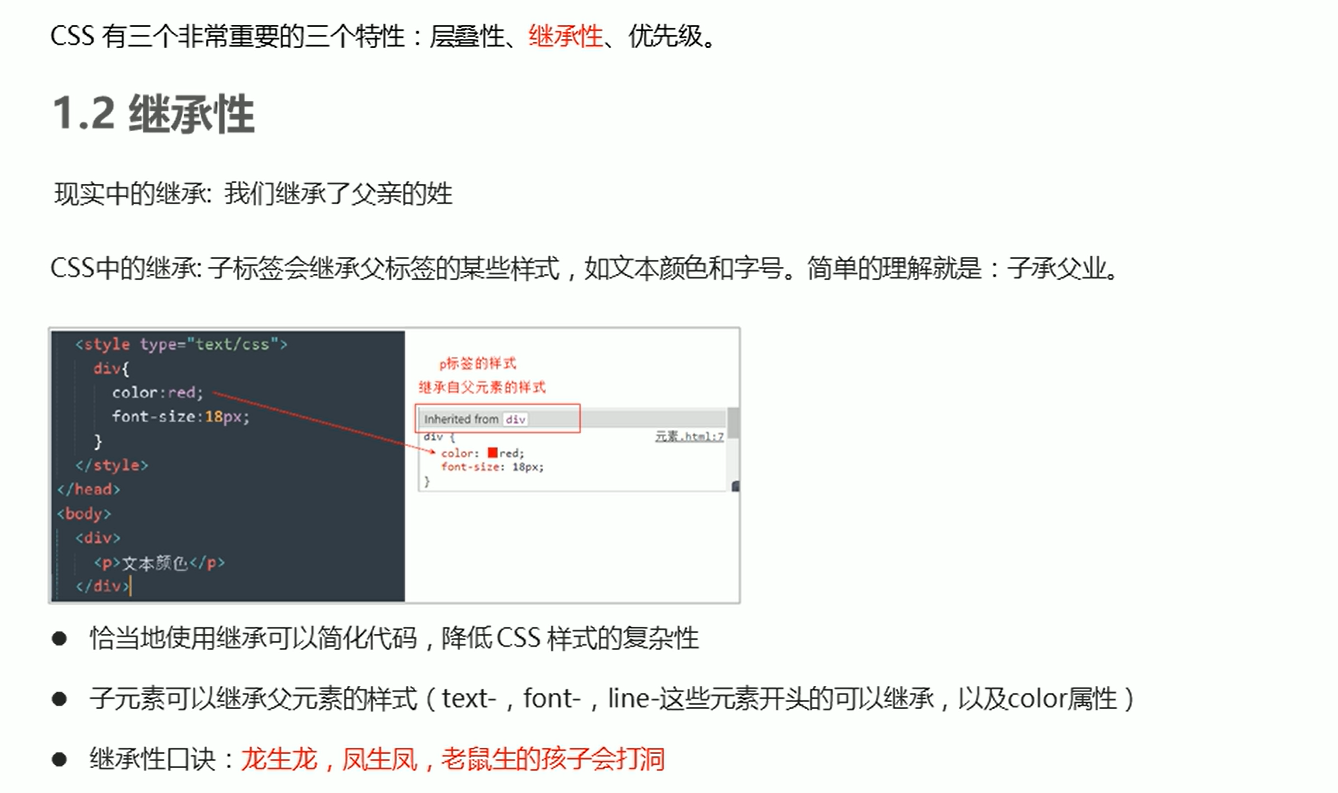 CSS 有三个非常重要的三个特性：层叠性、继承性、优先级。
1.2 继承性
现实中的继承: 我们继承了父亲的姓
CSS中的继承: 子标签会继承父标签的某些样式，如文本颜色和字号。简单的理解就是：子承父业。
<style type="text/css">
div{
color:red;
font-size:18px;
}
</style>
</head>
<body>
<div>
<p>文本颜色</p>
</div>
p标签的样式
继承自父元素的样式
Inherited from div
div {
元素.html:7
color: red;
font-size: 18px;
}
● 恰当地使用继承可以简化代码，降低 CSS 样式的复杂性
● 子元素可以继承父元素的样式（text-，font-，line-这些元素开头的可以继承，以及color属性）
● 继承性口诀：龙生龙，凤生凤，老鼠生的孩子会打洞